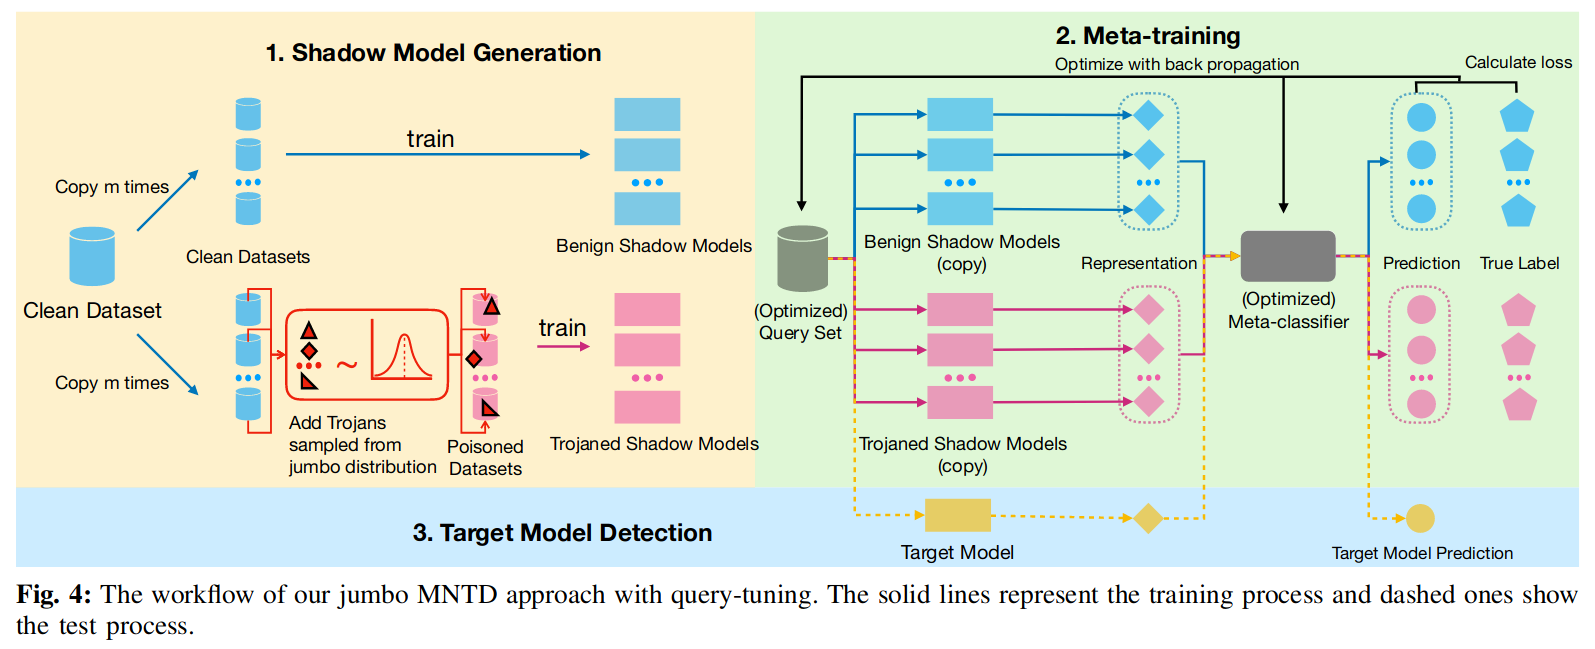 1. Shadow Model Generation
Copy m times
Clean Dataset
Copy m times
Clean Datasets
train
Benign Shadow Models
Add Trojans
sampled from
jumbo distribution
~
Poisoned
Datasets
train
Trojaned Shadow Models
2. Meta-training
Optimize with back propagation
Calculate loss
(Optimized)
Query Set
Benign Shadow Models
(copy)
Trojaned Shadow Models
(copy)
Representation
(Optimized)
Meta-classifier
Prediction
True Label
3. Target Model Detection
Target Model
Target Model Prediction
Fig. 4: The workflow of our jumbo MNTD approach with query-tuning. The solid lines represent the training process and dashed ones show
the test process.